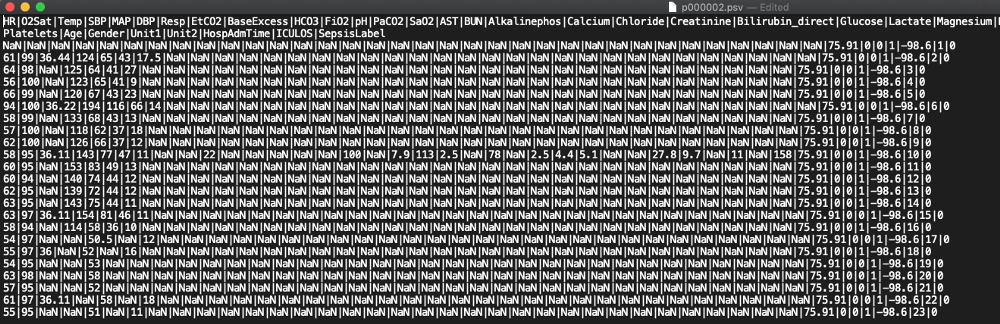 p000002.psv — Edited
HR|O2Sat|Temp|SBP|MAP|DBP|Resp|EtCO2|BaseExcess|HCO3|FiO2|pH|PaCO2|SaO2|AST|BUN|Alkalinephos|Calcium|Chloride|Creatinine|Bilirubin_direct|Glucose|Lactate|Magnesium|
Platelets|Age|Gender|Unit1|Unit2|HospAdmTime|ICULOS|SepsisLabel
NaN|NaN|NaN|NaN|NaN|NaN|NaN|NaN|NaN|NaN|NaN|NaN|NaN|NaN|NaN|NaN|NaN|NaN|NaN|NaN|NaN|NaN|NaN|NaN|NaN|NaN|NaN|NaN|NaN|NaN|NaN|NaN|NaN|NaN|75.91|0|0|1|-98.6|1|0
61|99|36.44|124|65|43|17.5|NaN|NaN|NaN|NaN|NaN|NaN|NaN|NaN|NaN|NaN|NaN|NaN|NaN|NaN|NaN|NaN|NaN|NaN|NaN|NaN|NaN|NaN|NaN|NaN|NaN|NaN|NaN|75.91|0|0|1|-98.6|2|0
64|98|NaN|125|64|41|27|NaN|NaN|NaN|NaN|NaN|NaN|NaN|NaN|NaN|NaN|NaN|NaN|NaN|NaN|NaN|NaN|NaN|NaN|NaN|NaN|NaN|NaN|NaN|NaN|NaN|NaN|NaN|75.91|0|0|1|-98.6|3|0
56|100|NaN|123|65|41|9|NaN|NaN|NaN|NaN|NaN|NaN|NaN|NaN|NaN|NaN|NaN|NaN|NaN|NaN|NaN|NaN|NaN|NaN|NaN|NaN|NaN|NaN|NaN|NaN|NaN|NaN|NaN|75.91|0|0|1|-98.6|4|0
66|99|NaN|120|67|43|23|NaN|NaN|NaN|NaN|NaN|NaN|NaN|NaN|NaN|NaN|NaN|NaN|NaN|NaN|NaN|NaN|NaN|NaN|NaN|NaN|NaN|NaN|NaN|NaN|NaN|NaN|NaN|75.91|0|0|1|-98.6|5|0
94|100|36.22|194|116|66|14|NaN|NaN|NaN|NaN|NaN|NaN|NaN|NaN|NaN|NaN|NaN|NaN|NaN|NaN|NaN|NaN|NaN|NaN|NaN|NaN|NaN|NaN|NaN|NaN|NaN|NaN|NaN|75.91|0|0|1|-98.6|6|0
58|99|NaN|133|68|43|13|NaN|NaN|NaN|NaN|NaN|NaN|NaN|NaN|NaN|NaN|NaN|NaN|NaN|NaN|NaN|NaN|NaN|NaN|NaN|NaN|NaN|NaN|NaN|NaN|NaN|NaN|NaN|75.91|0|0|1|-98.6|7|0
57|100|NaN|118|62|37|18|NaN|NaN|NaN|NaN|NaN|NaN|NaN|NaN|NaN|NaN|NaN|NaN|NaN|NaN|NaN|NaN|NaN|NaN|NaN|NaN|NaN|NaN|NaN|NaN|NaN|NaN|NaN|75.91|0|0|1|-98.6|8|0
62|100|NaN|126|66|37|12|NaN|NaN|NaN|NaN|NaN|NaN|NaN|NaN|NaN|NaN|NaN|NaN|NaN|NaN|NaN|NaN|NaN|NaN|NaN|NaN|NaN|NaN|NaN|NaN|NaN|NaN|NaN|75.91|0|0|1|-98.6|9|0
58|95|36.11|143|77|47|11|NaN|NaN|22|NaN|NaN|NaN|NaN|NaN|100|NaN|7.9|113|2.5|NaN|78|NaN|2.5|4.4|5.1|NaN|NaN|27.8|9.7|NaN|11|NaN|158|75.91|0|0|1|-98.6|10|0
60|95|NaN|153|83|49|13|NaN|NaN|NaN|NaN|NaN|NaN|NaN|NaN|NaN|NaN|NaN|NaN|NaN|NaN|NaN|NaN|NaN|NaN|NaN|NaN|NaN|NaN|NaN|NaN|NaN|NaN|NaN|75.91|0|0|1|-98.6|11|0
60|94|NaN|140|74|44|12|NaN|NaN|NaN|NaN|NaN|NaN|NaN|NaN|NaN|NaN|NaN|NaN|NaN|NaN|NaN|NaN|NaN|NaN|NaN|NaN|NaN|NaN|NaN|NaN|NaN|NaN|NaN|75.91|0|0|1|-98.6|12|0
62|95|NaN|139|72|44|12|NaN|NaN|NaN|NaN|NaN|NaN|NaN|NaN|NaN|NaN|NaN|NaN|NaN|NaN|NaN|NaN|NaN|NaN|NaN|NaN|NaN|NaN|NaN|NaN|NaN|NaN|NaN|75.91|0|0|1|-98.6|13|0
62|95|NaN|143|75|44|11|NaN|NaN|NaN|NaN|NaN|NaN|NaN|NaN|NaN|NaN|NaN|NaN|NaN|NaN|NaN|NaN|NaN|NaN|NaN|NaN|NaN|NaN|NaN|NaN|NaN|NaN|NaN|75.91|0|0|1|-98.6|14|0
63|97|36.11|154|81|46|11|NaN|NaN|NaN|NaN|NaN|NaN|NaN|NaN|NaN|NaN|NaN|NaN|NaN|NaN|NaN|NaN|NaN|NaN|NaN|NaN|NaN|NaN|NaN|NaN|NaN|NaN|NaN|75.91|0|0|1|-98.6|15|0
58|94|NaN|114|58|36|10|NaN|NaN|NaN|NaN|NaN|NaN|NaN|NaN|NaN|NaN|NaN|NaN|NaN|NaN|NaN|NaN|NaN|NaN|NaN|NaN|NaN|NaN|NaN|NaN|NaN|NaN|NaN|75.91|0|0|1|-98.6|16|0
54|97|NaN|NaN|50.5|NaN|12|NaN|NaN|NaN|NaN|NaN|NaN|NaN|NaN|NaN|NaN|NaN|NaN|NaN|NaN|NaN|NaN|NaN|NaN|NaN|NaN|NaN|NaN|NaN|NaN|NaN|NaN|NaN|75.91|0|0|1|-98.6|17|0
55|97|36|NaN|52|NaN|16|NaN|NaN|NaN|NaN|NaN|NaN|NaN|NaN|NaN|NaN|NaN|NaN|NaN|NaN|NaN|NaN|NaN|NaN|NaN|NaN|NaN|NaN|NaN|NaN|NaN|NaN|NaN|75.91|0|0|1|-98.6|18|0
54|95|NaN|NaN|53|NaN|NaN|NaN|NaN|NaN|NaN|NaN|NaN|NaN|NaN|NaN|NaN|NaN|NaN|NaN|NaN|NaN|NaN|NaN|NaN|NaN|NaN|NaN|NaN|NaN|NaN|NaN|NaN|NaN|75.91|0|0|1|-98.6|19|0
63|98|NaN|NaN|58|NaN|NaN|NaN|NaN|NaN|NaN|NaN|NaN|NaN|NaN|NaN|NaN|NaN|NaN|NaN|NaN|NaN|NaN|NaN|NaN|NaN|NaN|NaN|NaN|NaN|NaN|NaN|NaN|NaN|75.91|0|0|1|-98.6|20|0
57|95|NaN|NaN|52|NaN|NaN|NaN|NaN|NaN|NaN|NaN|NaN|NaN|NaN|NaN|NaN|NaN|NaN|NaN|NaN|NaN|NaN|NaN|NaN|NaN|NaN|NaN|NaN|NaN|NaN|NaN|NaN|NaN|75.91|0|0|1|-98.6|21|0
61|97|36.11|NaN|58|NaN|18|NaN|NaN|NaN|NaN|NaN|NaN|NaN|NaN|NaN|NaN|NaN|NaN|NaN|NaN|NaN|NaN|NaN|NaN|NaN|NaN|NaN|NaN|NaN|NaN|NaN|NaN|NaN|75.91|0|0|1|-98.6|22|0
55|95|NaN|NaN|51|NaN|11|NaN|NaN|NaN|NaN|NaN|NaN|NaN|NaN|NaN|NaN|NaN|NaN|NaN|NaN|NaN|NaN|NaN|NaN|NaN|NaN|NaN|NaN|NaN|NaN|NaN|NaN|NaN|75.91|0|0|1|-98.6|23|0